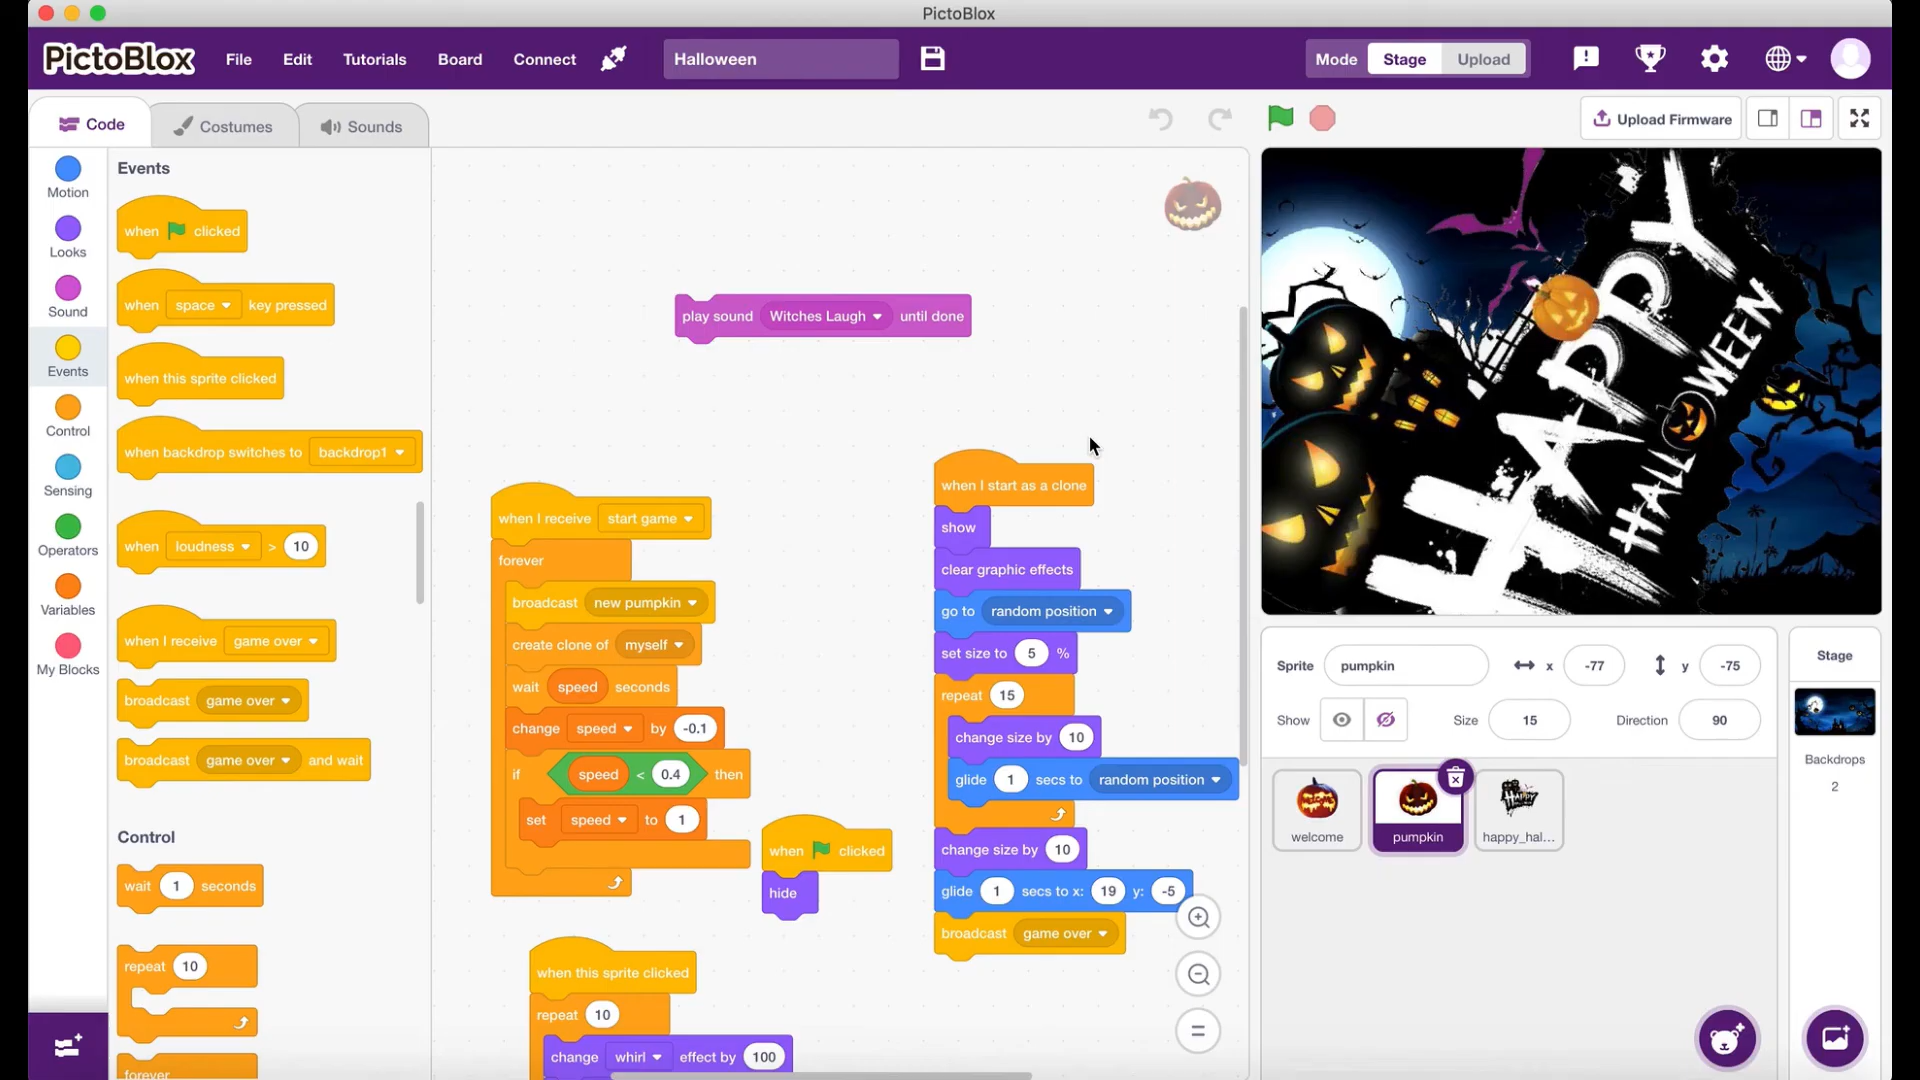 PictoBlox
PictoBlox
File Edit Tutorials Board Connect Halloween Mode Stage Upload
Code Costumes Sounds Upload Firmware
Motion
Looks
Sound
Events
Control
Sensing
Operators
Variables
My Blocks
Events
when clicked
when space key pressed
when this sprite clicked
when backdrop switches to backdrop1
when loudness > 10
when I receive game over
broadcast game over
broadcast game over and wait
Control
wait 1 seconds
repeat 10
forever
play sound Witches Laugh until done
when I receive start game
forever
broadcast new pumpkin
create clone of myself
wait speed seconds
change speed by -0.1
if speed < 0.4 then
set speed to 1
when clicked
hide
when this sprite clicked
repeat 10
change whirl effect by 100
when I start as a clone
show
clear graphic effects
go to random position
set size to 5 %
repeat 15
change size by 10
glide 1 secs to random position
change size by 10
glide 1 secs to x: 19 y: -5
broadcast game over
HAPPY
HALLOWEEN
Sprite pumpkin x -77 y -75
Show Size 15 Direction 90
welcome
pumpkin
happy_hal...
Stage
Backdrops
2